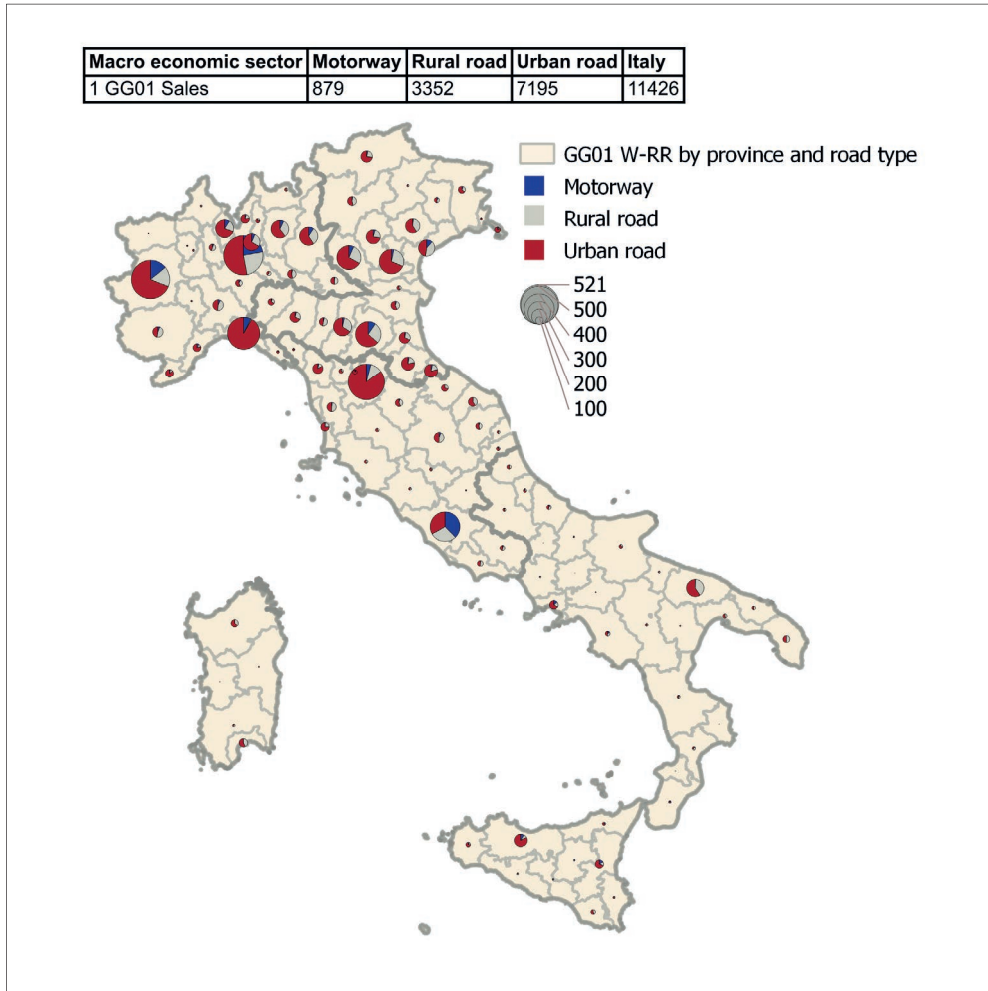 Macro economic sector Motorway Rural road Urban road Italy
1 GG01 Sales 879 3352 7195 11426
GG01 W-RR by province and road type
Motorway
Rural road
Urban road
521
500
400
300
200
100